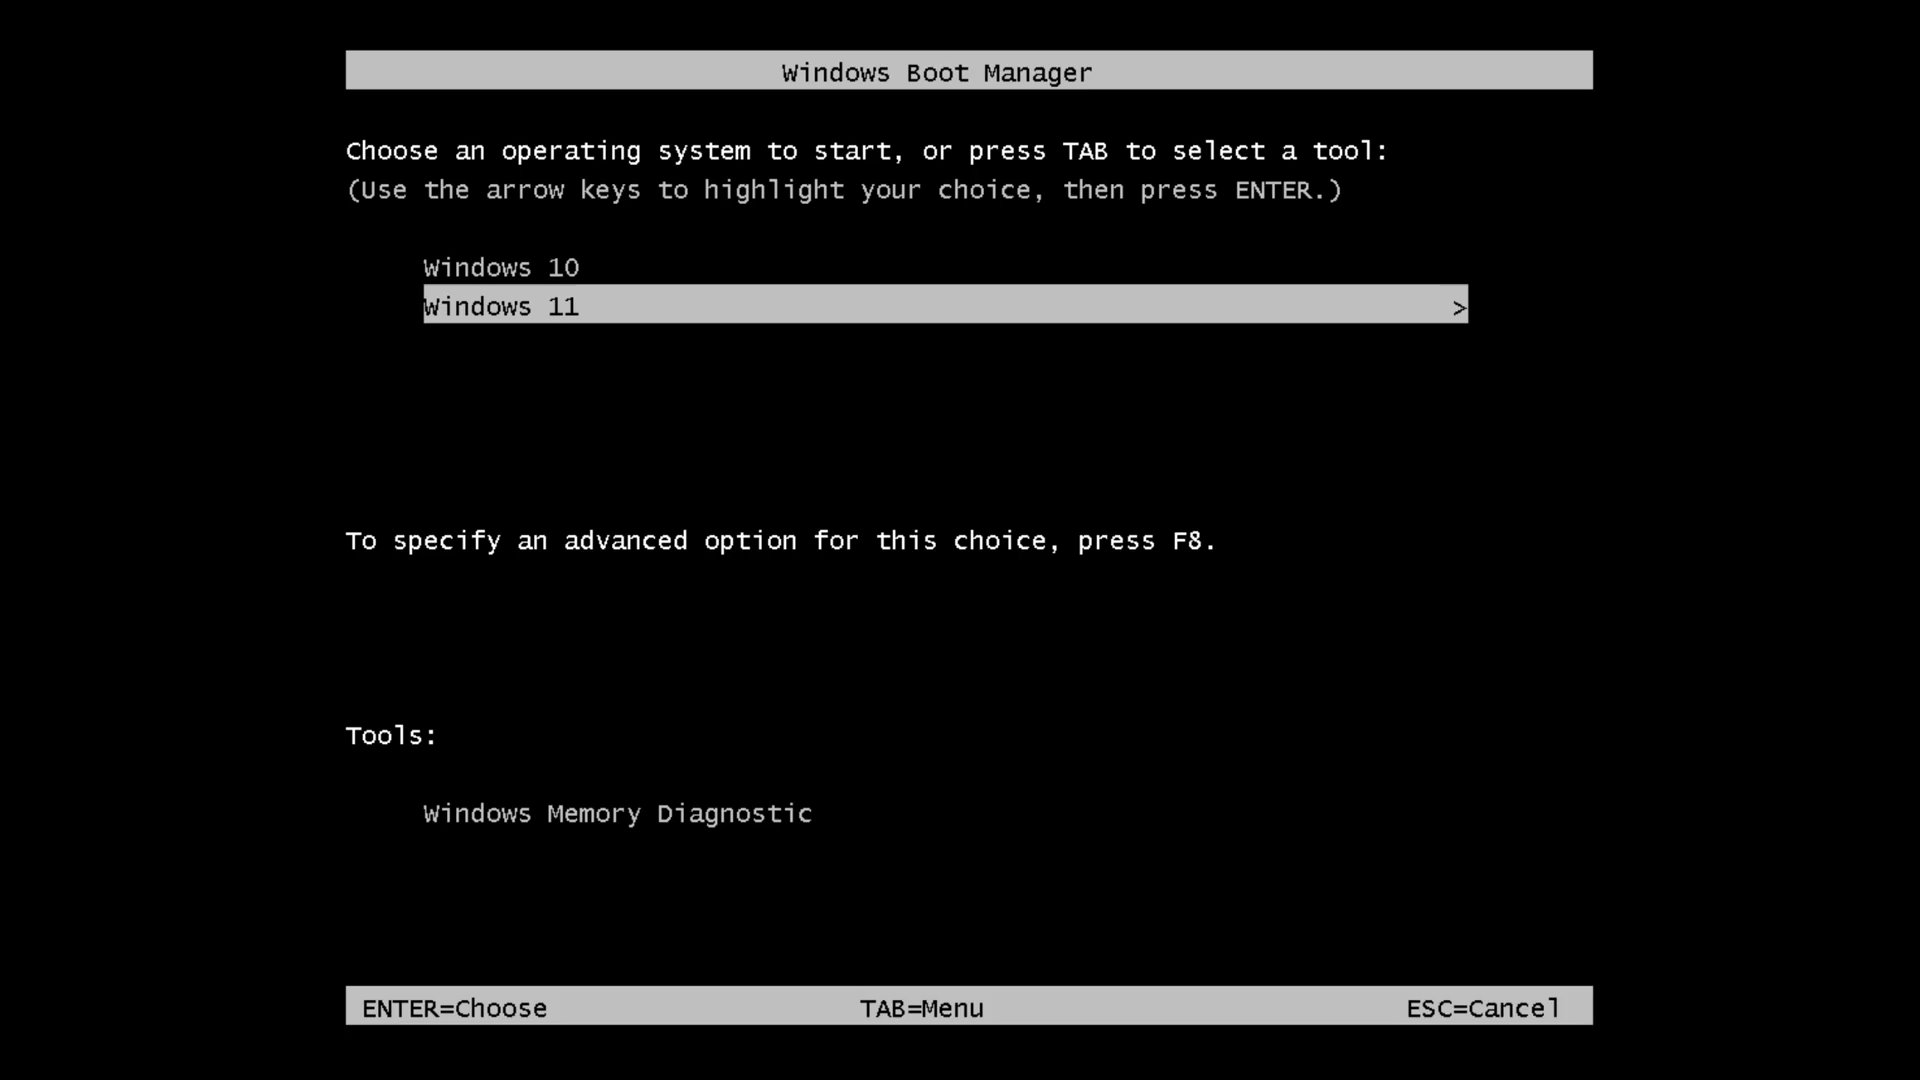 Windows Boot Manager
Choose an operating system to start, or press TAB to select a tool:
(Use the arrow keys to highlight your choice, then press ENTER.)
Windows 10
Windows 11 >
To specify an advanced option for this choice, press F8.
Tools:
Windows Memory Diagnostic
ENTER=Choose TAB=Menu ESC=Cancel